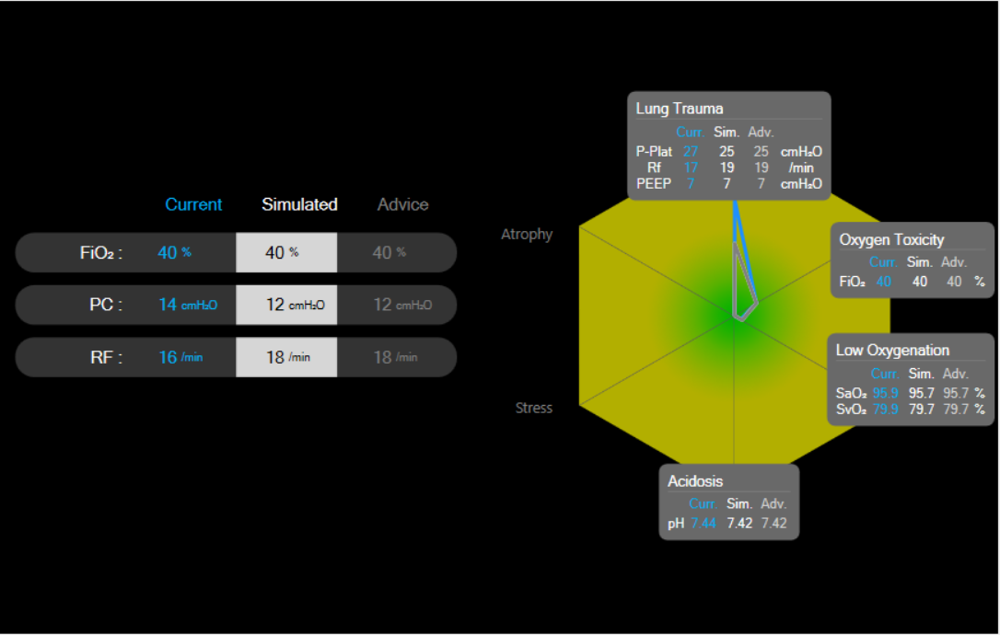 Current Simulated Advice
FiO₂ : 40 % 40 % 40 %
PC : 14 cmH₂O 12 cmH₂O 12 cmH₂O
RF : 16 /min 18 /min 18 /min
Lung Trauma
Curr. Sim. Adv.
P-Plat 27 25 25 cmH₂O
Rf 17 19 19 /min
PEEP 7 7 7 cmH₂O
Atrophy
Oxygen Toxicity
Curr. Sim. Adv.
FiO₂ 40 40 40 %
Low Oxygenation
Curr. Sim. Adv.
SaO₂ 95.9 95.7 95.7 %
SvO₂ 79.9 79.7 79.7 %
Stress
Acidosis
Curr. Sim. Adv.
pH 7.44 7.42 7.42